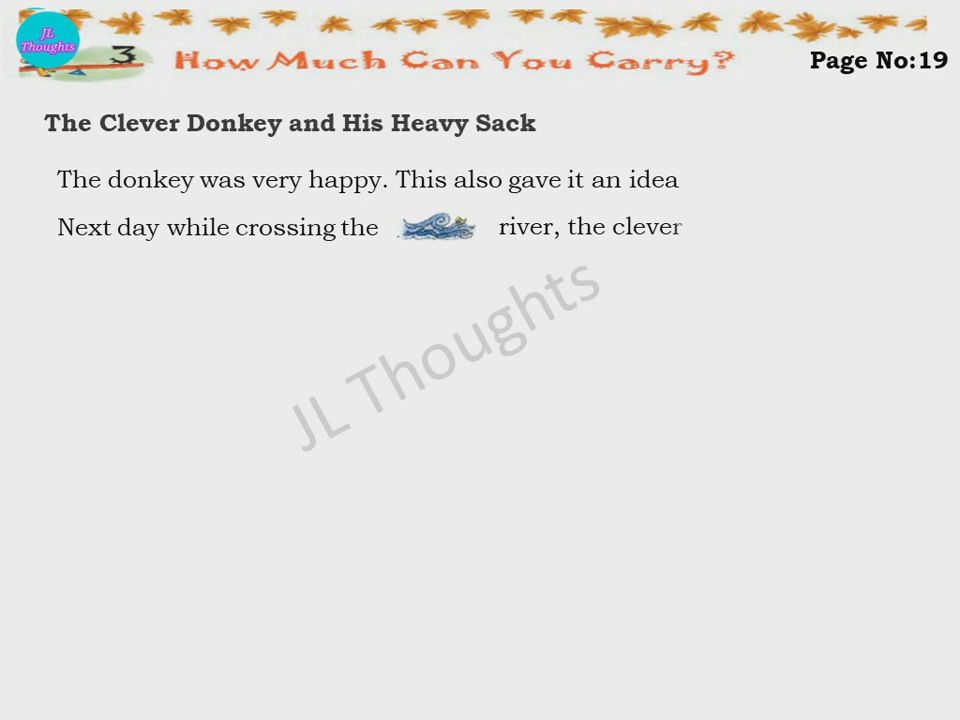 JL
Thoughts
3
How Much Can You Carry?
Page No:19
The Clever Donkey and His Heavy Sack
The donkey was very happy. This also gave it an idea
Next day while crossing the river, the clever
JL Thoughts